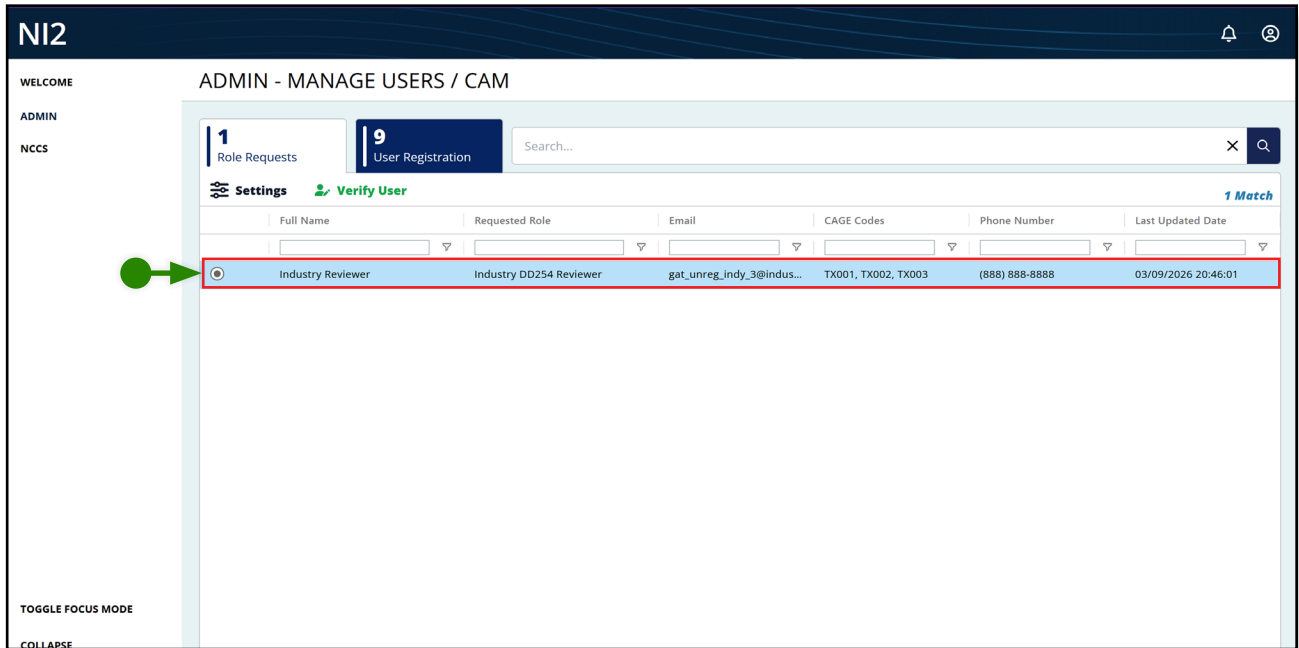 NI2
WELCOME
ADMIN
NCCS
TOGGLE FOCUS MODE
COLLAPSE
ADMIN - MANAGE USERS / CAM
1
Role Requests
9
User Registration
Search...
Settings
Verify User
1 Match
Full Name Requested Role Email CAGE Codes Phone Number Last Updated Date
Industry Reviewer Industry DD254 Reviewer gat_unreg_indy_3@indus... TX001, TX002, TX003 (888) 888-8888 03/09/2026 20:46:01